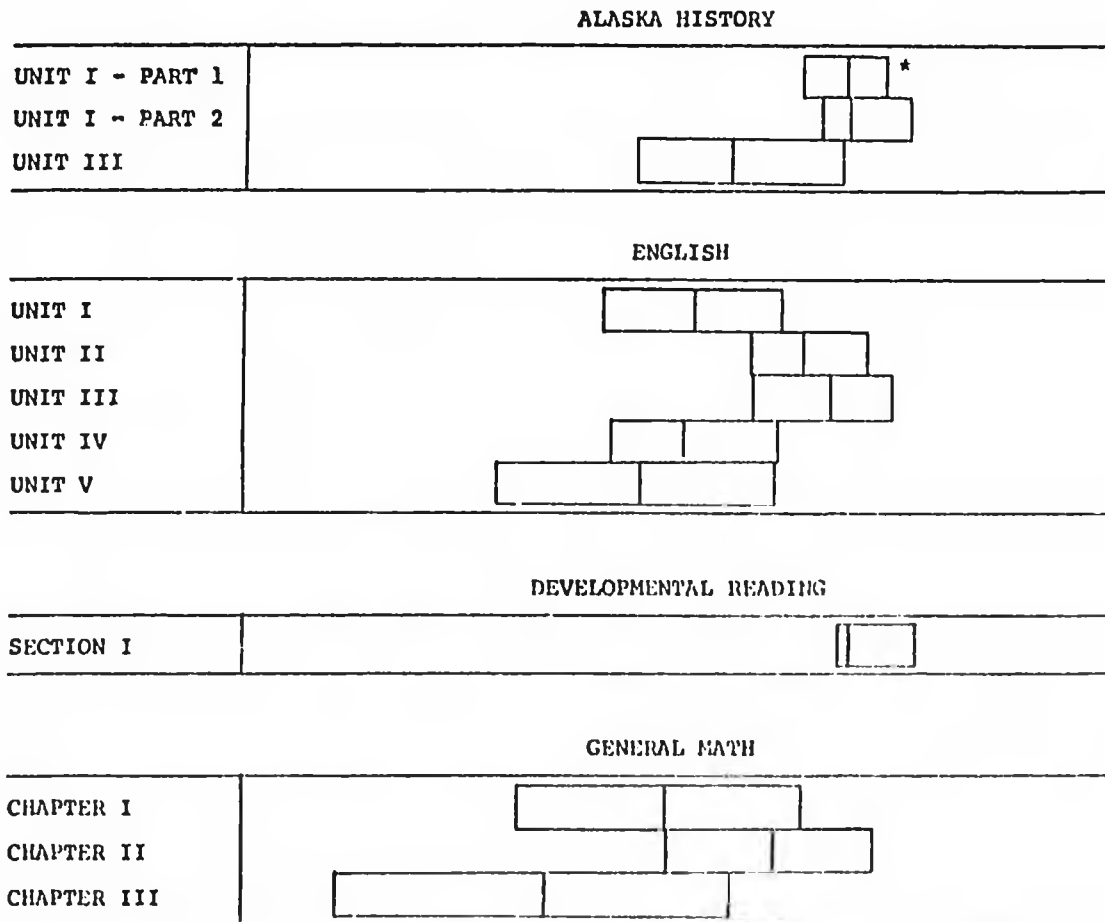 ALASKA HISTORY
UNIT I - PART 1 *
UNIT I - PART 2
UNIT III
ENGLISH
UNIT I
UNIT II
UNIT III
UNIT IV
UNIT V
DEVELOPMENTAL READING
SECTION I
GENERAL MATH
CHAPTER I
CHAPTER II
CHAPTER III